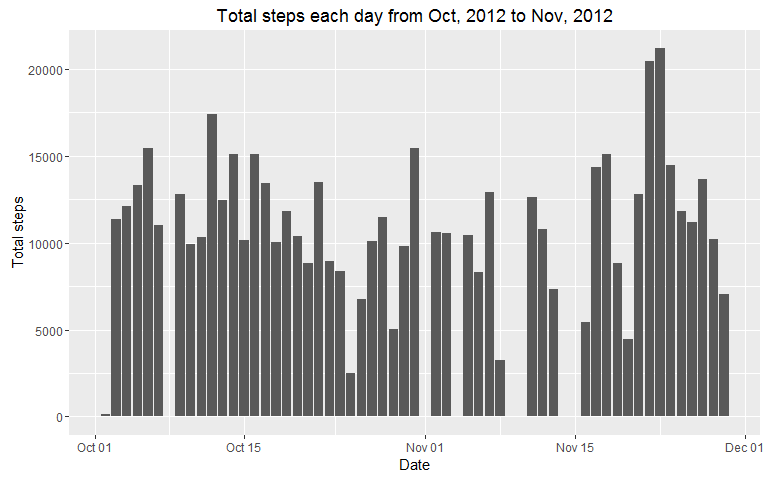 Total steps each day from Oct, 2012 to Nov, 2012
Total steps
20000
15000
10000
5000
0
Oct 01
Oct 15
Nov 01
Nov 15
Dec 01
Date